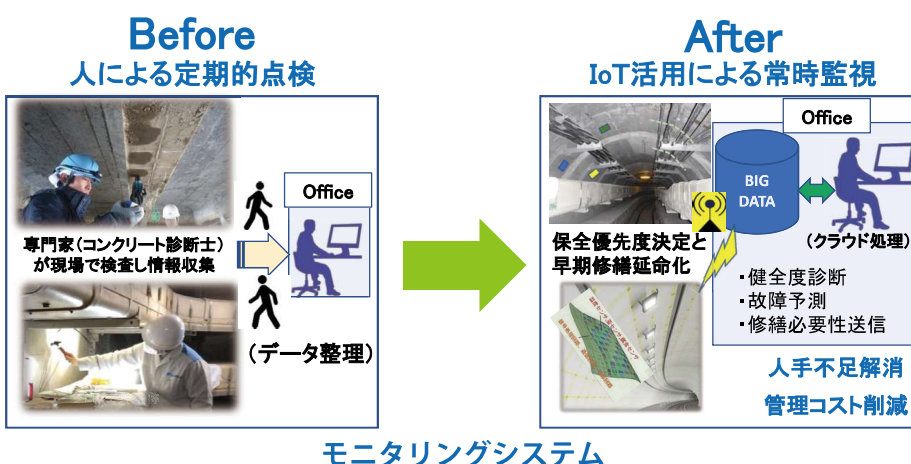 Before
人による定期的点検
専門家(コンクリート診断士)
が現場で検査し情報収集
Office
(データ整理)
After
IoT活用による常時監視
Office
BIG
DATA
(クラウド処理)
保全優先度決定と
早期修繕延命化
・健全度診断
・故障予測
・修繕必要性送信
人手不足解消
管理コスト削減
モニタリングシステム